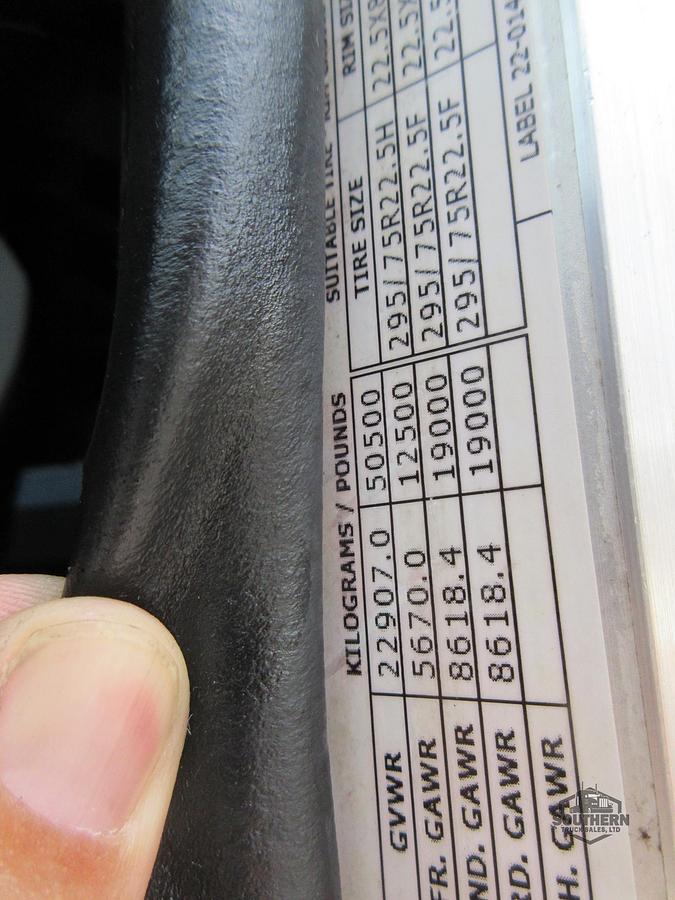 KILOGRAMS / POUNDS SUITABLE TIRE
TIRE SIZE RIM SIZ
GVWR 22907.0 50500
FR. GAWR 5670.0 12500 295/75R22.5H 22.5X8
ND. GAWR 8618.4 19000 295/75R22.5F 22.5X
RD. GAWR 8618.4 19000 295/75R22.5F 22.5
H. GAWR
LABEL 22-014
SOUTHERN
TRUCK SALES, LTD